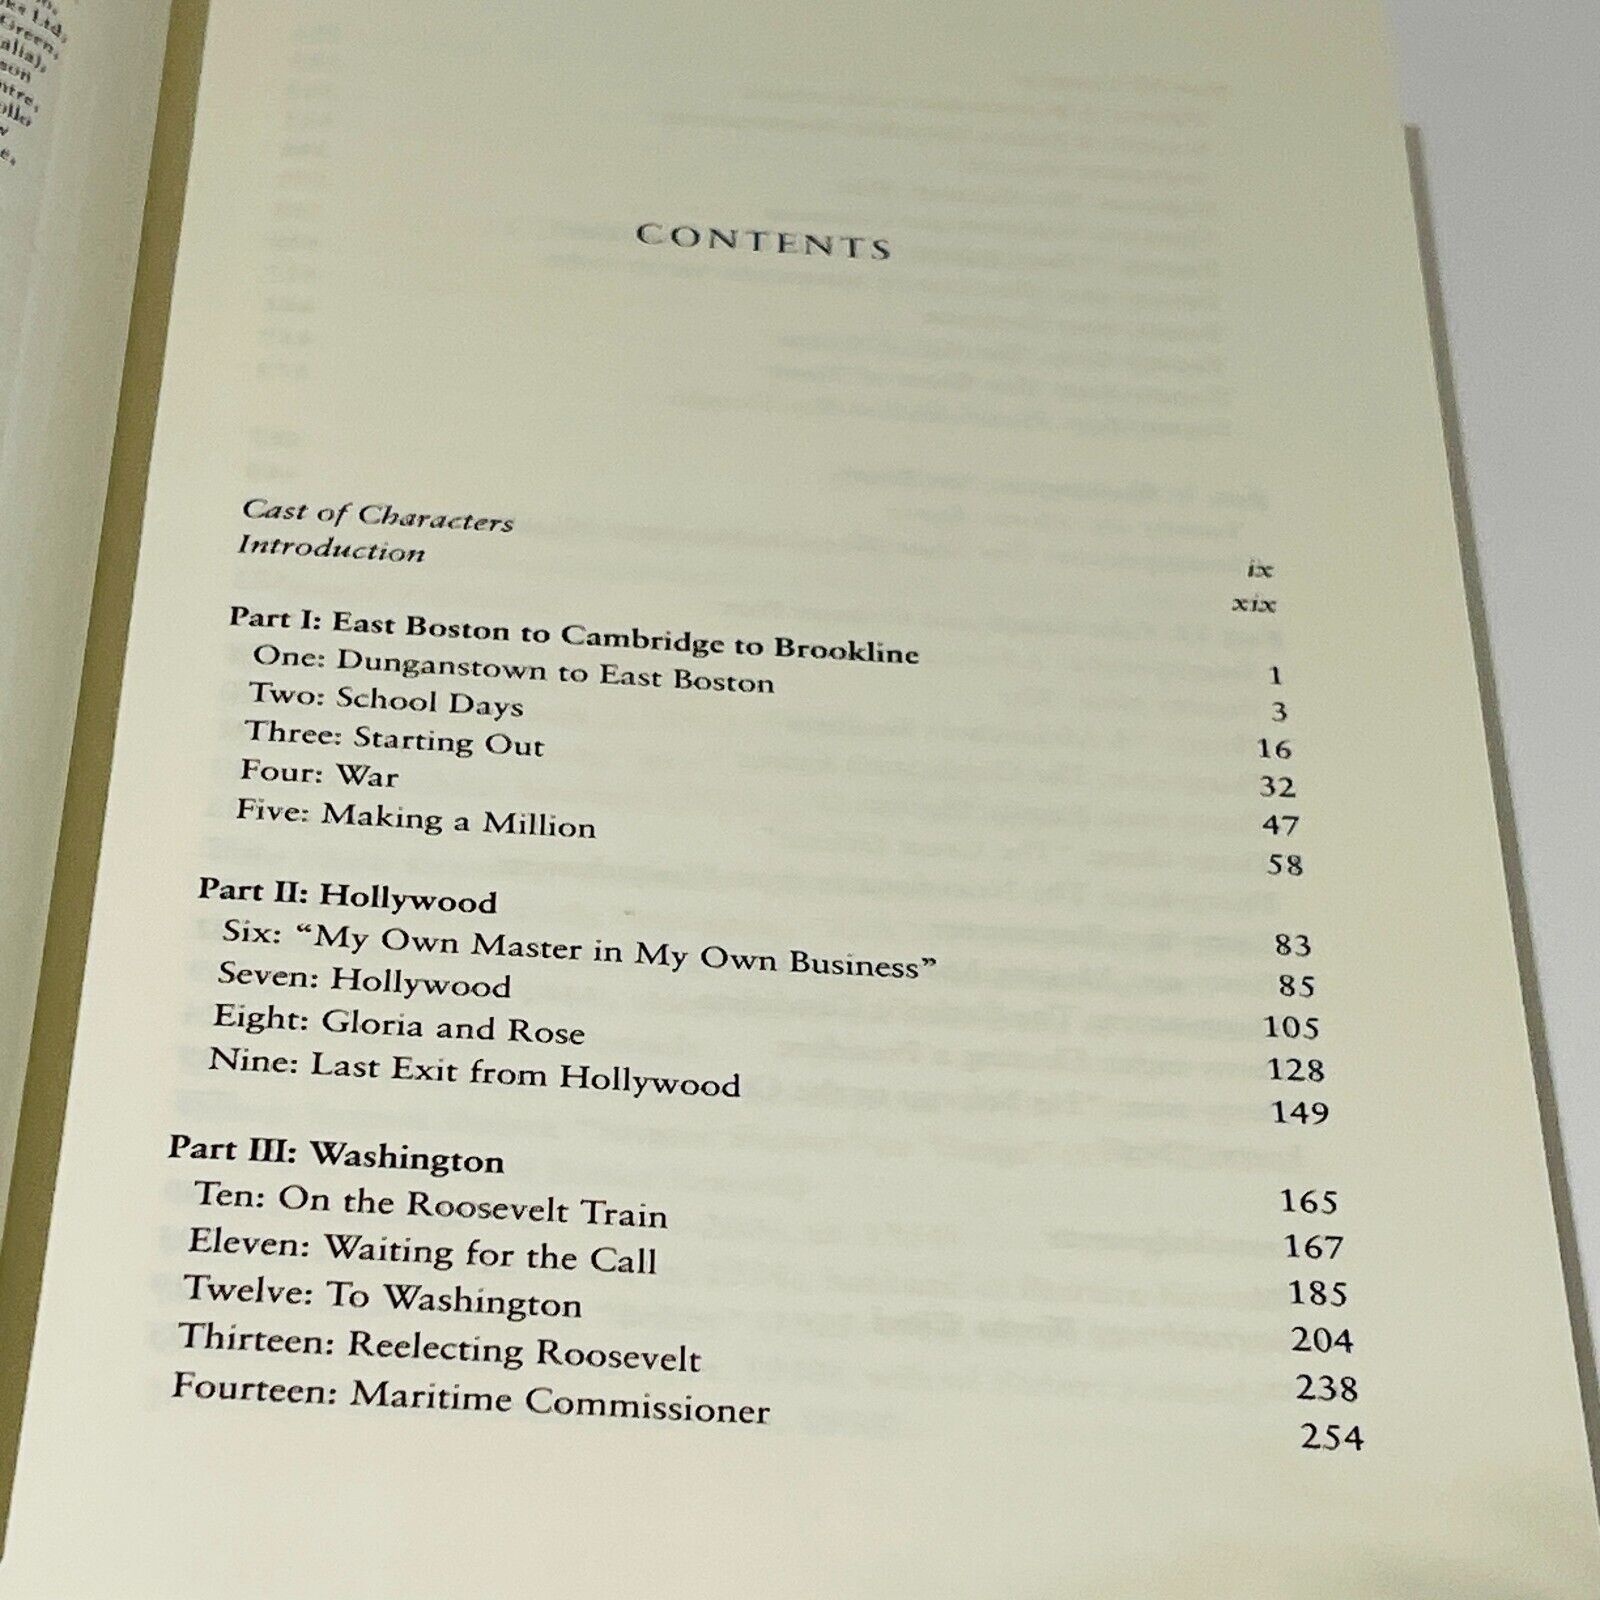 Ltd,
Green,
CONTENTS
Cast of Characters ix
Introduction xix
Part I: East Boston to Cambridge to Brookline 1
One: Dunganstown to East Boston 3
Two: School Days 16
Three: Starting Out 32
Four: War 47
Five: Making a Million 58
Part II: Hollywood 83
Six: “My Own Master in My Own Business” 85
Seven: Hollywood 105
Eight: Gloria and Rose 128
Nine: Last Exit from Hollywood 149
Part III: Washington 165
Ten: On the Roosevelt Train 167
Eleven: Waiting for the Call 185
Twelve: To Washington 204
Thirteen: Reelecting Roosevelt 238
Fourteen: Maritime Commissioner 254